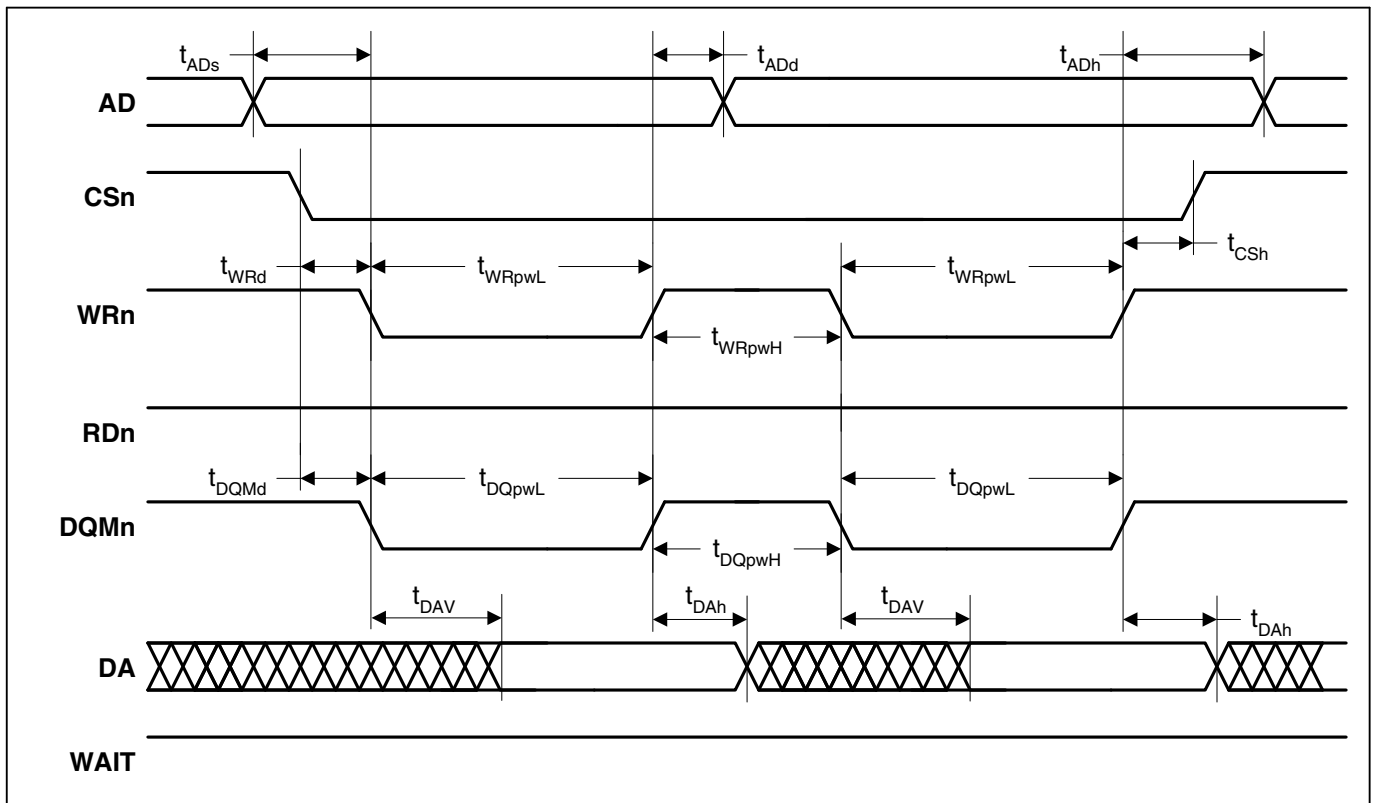 tADs
tADd
tADh
AD
CSn
tCSh
tWRd
tWRpwL
tWRpwL
WRn
tWRpwH
RDn
tDQMd
tDQpwL
tDQpwL
DQMn
tDQpwH
tDAV
tDAh
tDAV
tDAh
DA
WAIT